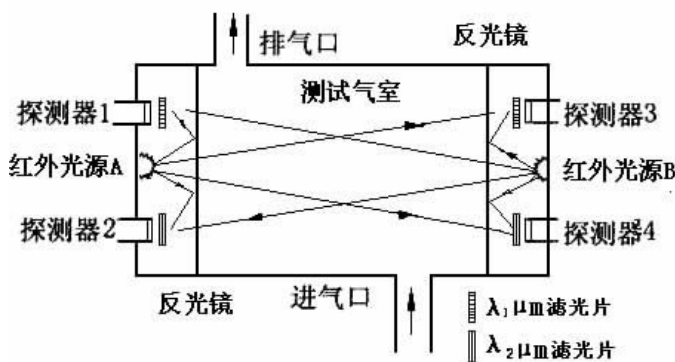 排气口
反光镜
测试气室
探测器1
探测器3
红外光源A
红外光源B
探测器2
探测器4
反光镜
进气口
λ₁μm滤光片
λ₂μm滤光片